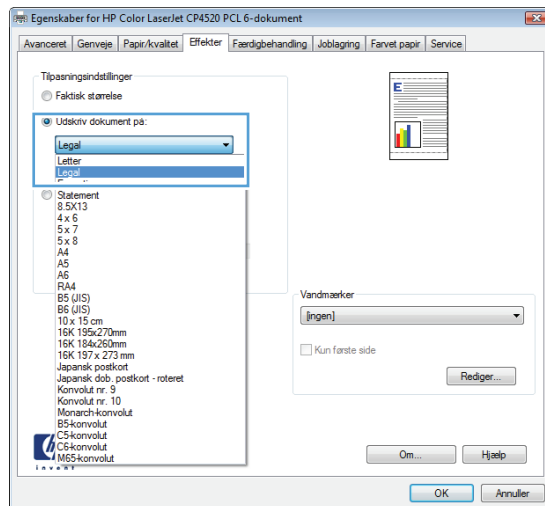 Egenskaber for HP Color LaserJet CP4520 PCL 6-dokument
Avanceret Genveje Papir/kvalitet Effekter Færdigbehandling Joblagring Farvet papir Service
Tilpasningsindstillinger
Faktisk størrelse
Udskriv dokument på:
Legal
Letter
Legal
Statement
8.5X13
4 x 6
5 x 7
5 x 8
A4
A5
A6
RA4
B5 (JIS)
B6 (JIS)
10 x 15 cm
16K 195x270mm
16K 184x260mm
16K 197 x 273 mm
Japansk postkort
Japansk dob. postkort - roteret
Konvolut nr. 9
Konvolut nr. 10
Monarch-konvolut
B5-konvolut
C5-konvolut
C6-konvolut
M65-konvolut
E
Vandmærker
[ingen]
Kun første side
Rediger...
invent
Om... Hjælp
OK Annuller